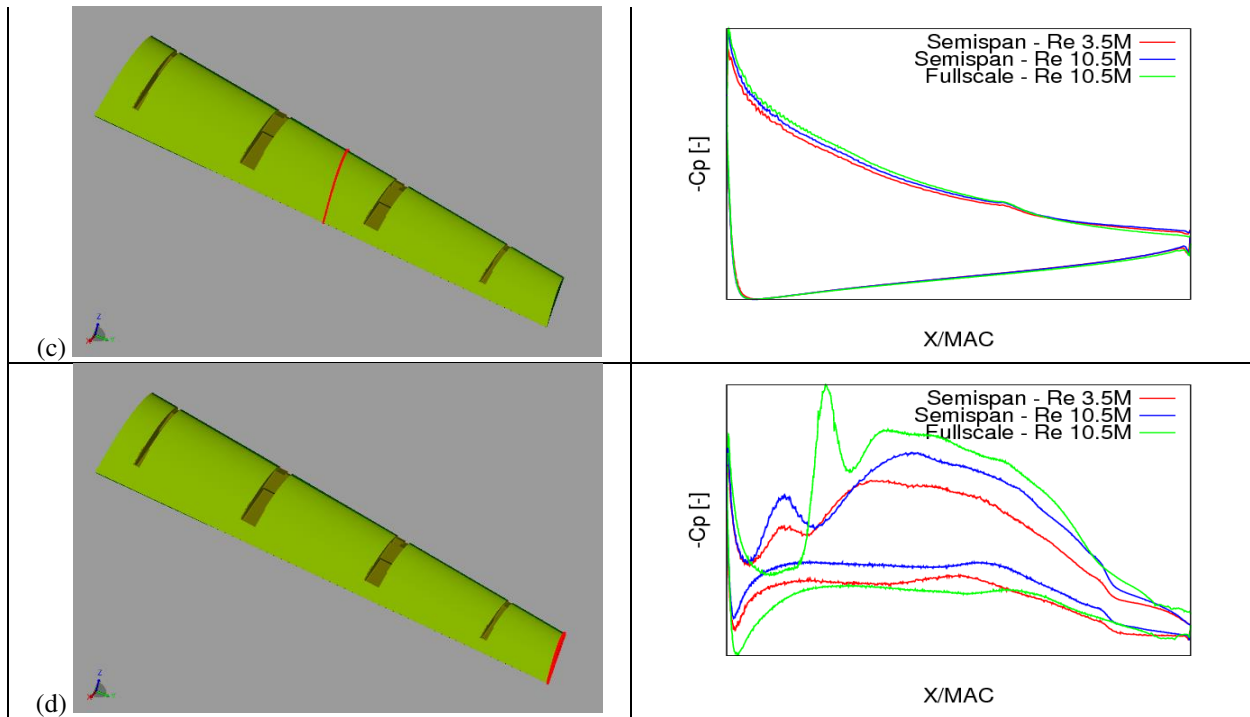 Semispan - Re 3.5M
Semispan - Re 10.5M
Fullscale - Re 10.5M
-Cp [-]
X/MAC
(c)
Z
X
Y
Semispan - Re 3.5M
Semispan - Re 10.5M
Fullscale - Re 10.5M
-Cp [-]
X/MAC
(d)
Z
X
Y